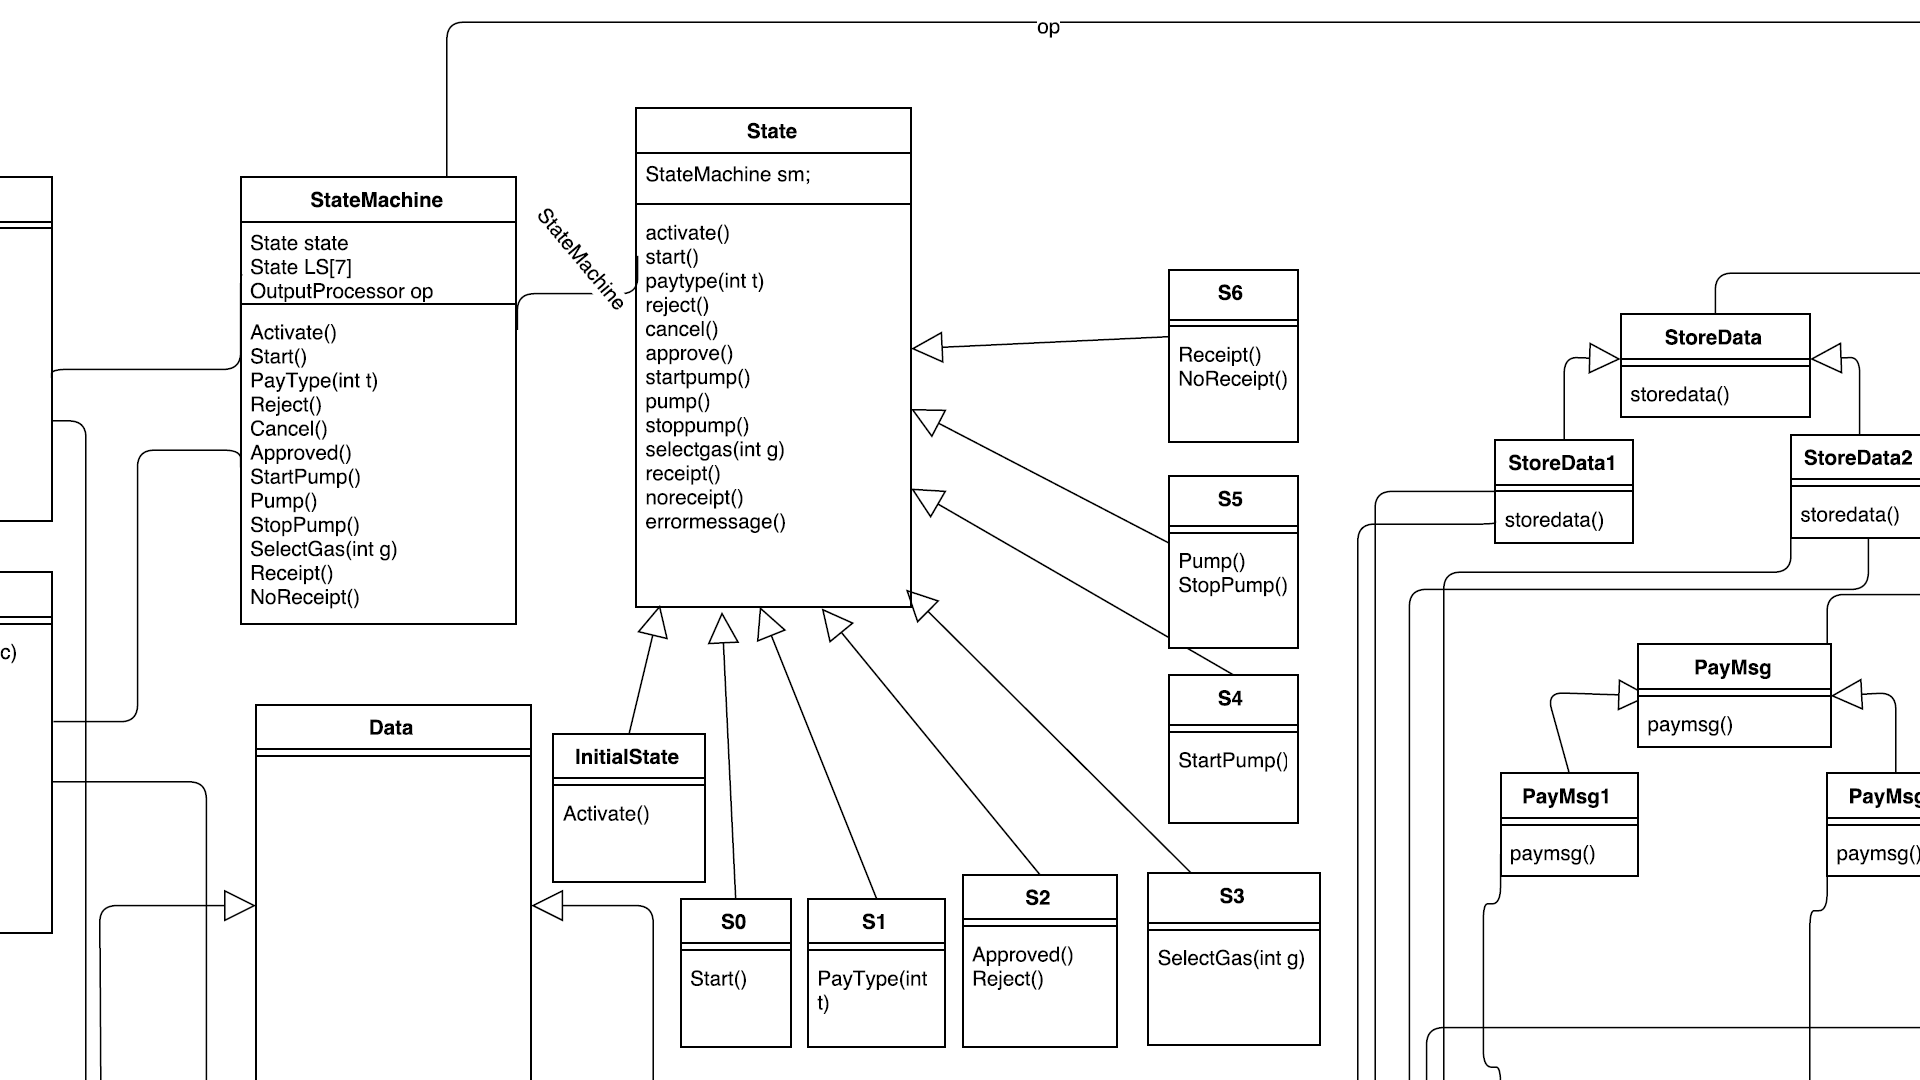 op
State
StateMachine sm;
activate()
start()
paytype(int t)
reject()
cancel()
approve()
startpump()
pump()
stoppump()
selectgas(int g)
receipt()
noreceipt()
errormessage()
StateMachine
State state
State LS[7]
OutputProcessor op
Activate()
Start()
PayType(int t)
Reject()
Cancel()
Approved()
StartPump()
Pump()
StopPump()
SelectGas(int g)
Receipt()
NoReceipt()
StateMachine
S6
Receipt()
NoReceipt()
StoreData
storedata()
StoreData1
storedata()
StoreData2
storedata()
S5
Pump()
StopPump()
c)
PayMsg
paymsg()
S4
StartPump()
Data
InitialState
Activate()
PayMsg1
paymsg()
PayMsg
paymsg()
S0
Start()
S1
PayType(int
t)
S2
Approved()
Reject()
S3
SelectGas(int g)